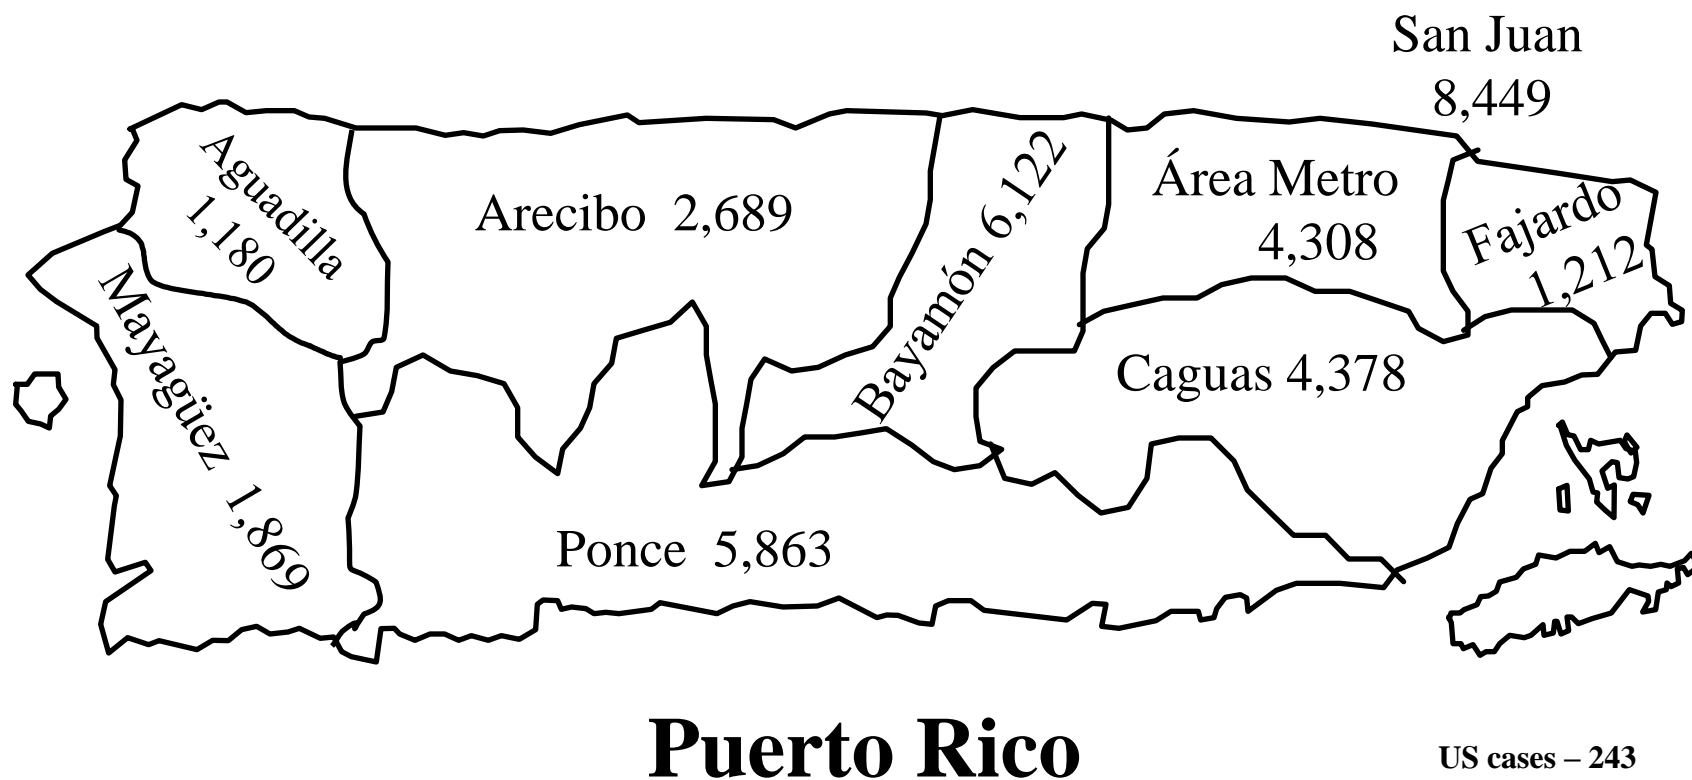 San Juan
8,449
Aguadilla
1,180
Arecibo 2,689
Bayamón 6,122
Área Metro
4,308
Fajardo
1,212
Mayagüez 1,869
Caguas 4,378
Ponce 5,863
Puerto Rico
US cases – 243